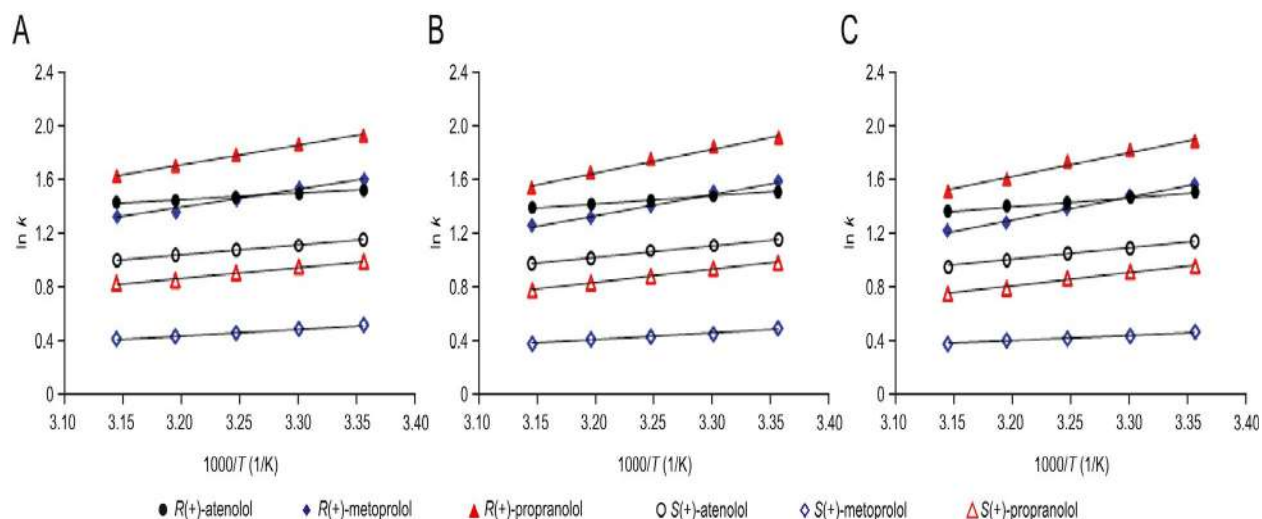 A
B
C
2.4
2.0
1.6
1.2
0.8
0.4
0
ln k
3.10 3.15 3.20 3.25 3.30 3.35 3.40
1000/T (1/K)
2.4
2.0
1.6
1.2
0.8
0.4
0
ln k
3.10 3.15 3.20 3.25 3.30 3.35 3.40
1000/T (1/K)
2.4
2.0
1.6
1.2
0.8
0.4
0
ln k
3.10 3.15 3.20 3.25 3.30 3.35 3.40
1000/T (1/K)
R(+)-atenolol R(+)-metoprolol R(+)-propranolol S(+)-atenolol S(+)-metoprolol S(+)-propranolol